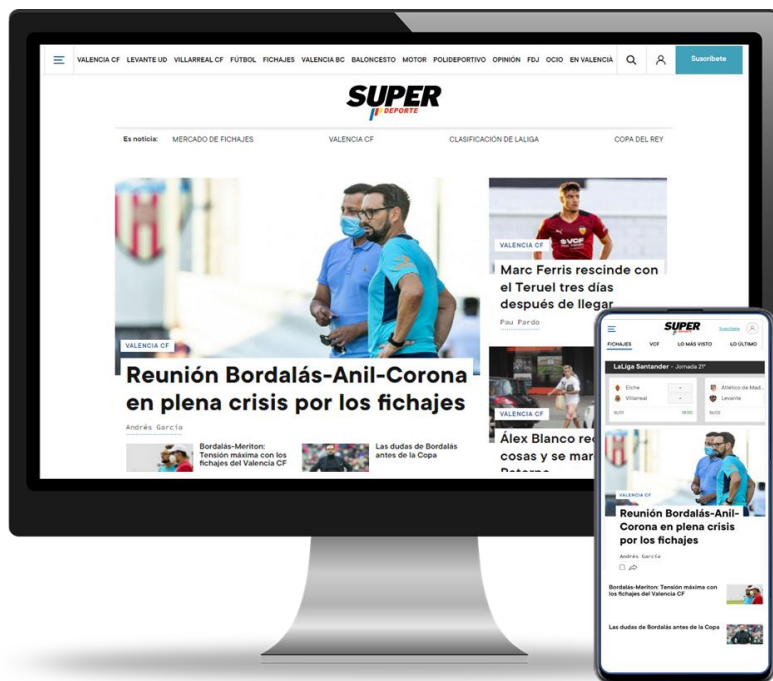 VALENCIA CF LEVANTE UD VILLARREAL CF FÚTBOL FICHAJES VALENCIA BC BALONCESTO MOTOR POLIDEPORTIVO OPINIÓN FDJ OCIO EN VALENCIA Suscríbete
SUPER
DEPORTE
Es noticia: MERCADO DE FICHAJES VALENCIA CF CLASIFICACIÓN DE LALIGA COPA DEL REY
VALENCIA CF
Reunión Bordalás-Anil-Corona
en plena crisis por los fichajes
Andrés García
Bordalás-Meriton:
Tensión máxima con los
fichajes del Valencia CF
Las dudas de Bordalás
antes de la Copa
VALENCIA CF
Marc Ferris rescinde con
el Teruel tres días
después de llegar
Pau Pardo
VALENCIA CF
Álex Blanco
cosas y se
SUPER
Suscríbete
FICHAJES VCF LO MÁS VISTO LO ÚLTIMO
LaLiga Santander - Jornada 21ª
Elche -
Villarreal -
16/01
Atlético de Mad...
Levante
VALENCIA CF
Reunión Bordalás-Anil-
Corona en plena crisis
por los fichajes
Andrés García
Bordalás-Meriton: Tensión máxima con
los fichajes del Valencia CF
Las dudas de Bordalás antes de la Copa